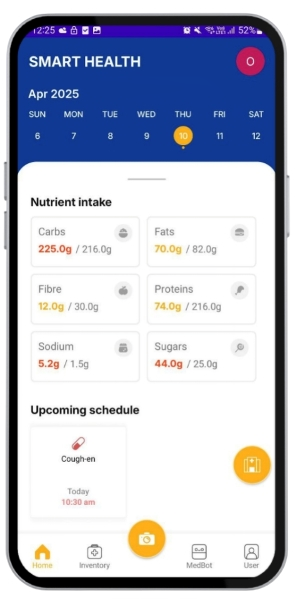 12:25 52%
SMART HEALTH O
Apr 2025
SUN MON TUE WED THU FRI SAT
6 7 8 9 10 11 12
Nutrient intake
Carbs Fats
225.0g / 216.0g 70.0g / 82.0g
Fibre Proteins
12.0g / 30.0g 74.0g / 216.0g
Sodium Sugars
5.2g / 1.5g 44.0g / 25.0g
Upcoming schedule
Cough-en
Today
10:30 am
Home Inventory MedBot User